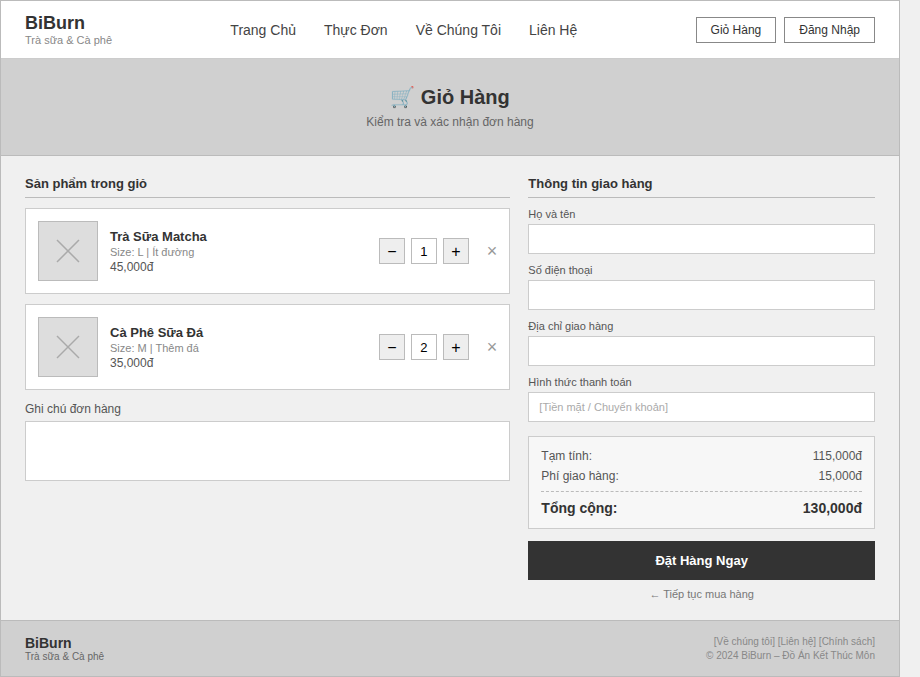 BiBurn
Trà sữa & Cà phê
Trang Chủ
Thực Đơn
Về Chúng Tôi
Liên Hệ
Giỏ Hàng
Đăng Nhập
🛒 Giỏ Hàng
Kiểm tra và xác nhận đơn hàng
Sản phẩm trong giỏ
Trà Sữa Matcha
Size: L | Ít đường
45,000đ
− 1 + ×
Cà Phê Sữa Đá
Size: M | Thêm đá
35,000đ
− 2 + ×
Ghi chú đơn hàng
Thông tin giao hàng
Họ và tên
Số điện thoại
Địa chỉ giao hàng
Hình thức thanh toán
[Tiền mặt / Chuyển khoản]
Tạm tính: 115,000đ
Phí giao hàng: 15,000đ
Tổng cộng: 130,000đ
Đặt Hàng Ngay
← Tiếp tục mua hàng
BiBurn
Trà sữa & Cà phê
[Về chúng tôi] [Liên hệ] [Chính sách]
© 2024 BiBurn – Đồ Án Kết Thúc Môn